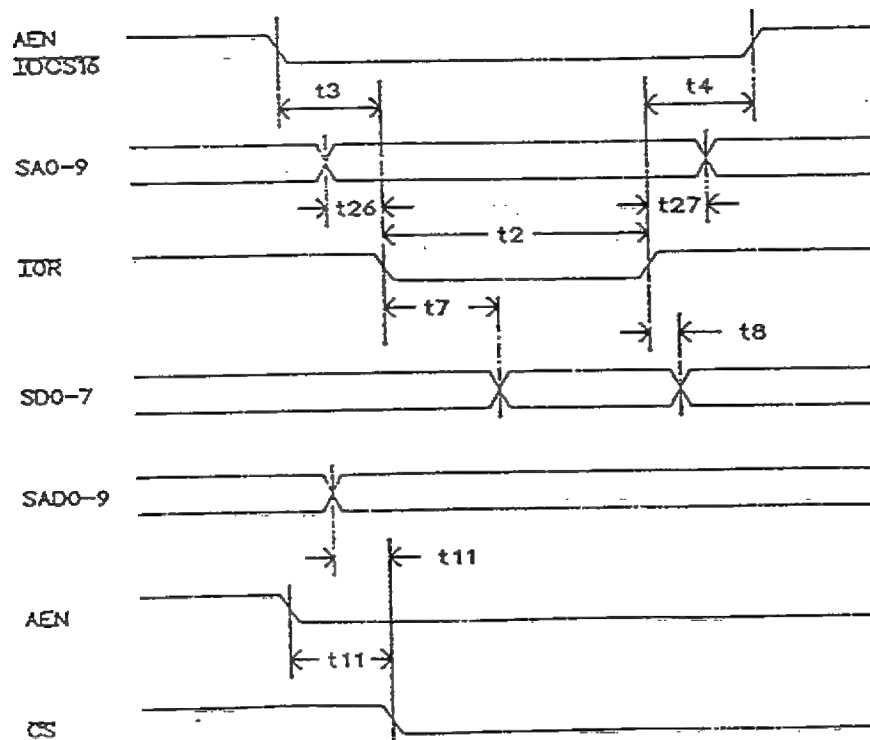 AEN
IOCS16
t3
t4
SA0-9
t26
t27
t2
IOR
t7
t8
SD0-7
SAD0-9
t11
AEN
t11
CS